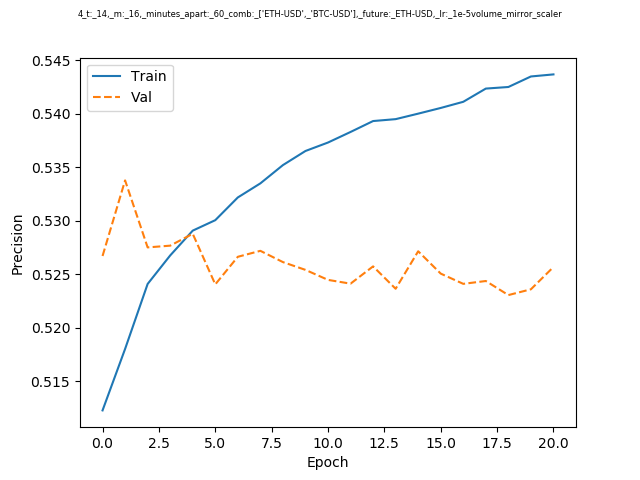 4_t:_14,_m:_16,_minutes_apart:_60_comb:_['ETH-USD',_'BTC-USD'],_future:_ETH-USD,_lr:_1e-5volume_mirror_scaler
Train
Val
0.545
0.540
0.535
0.530
0.525
0.520
0.515
Precision
0.0 2.5 5.0 7.5 10.0 12.5 15.0 17.5 20.0
Epoch